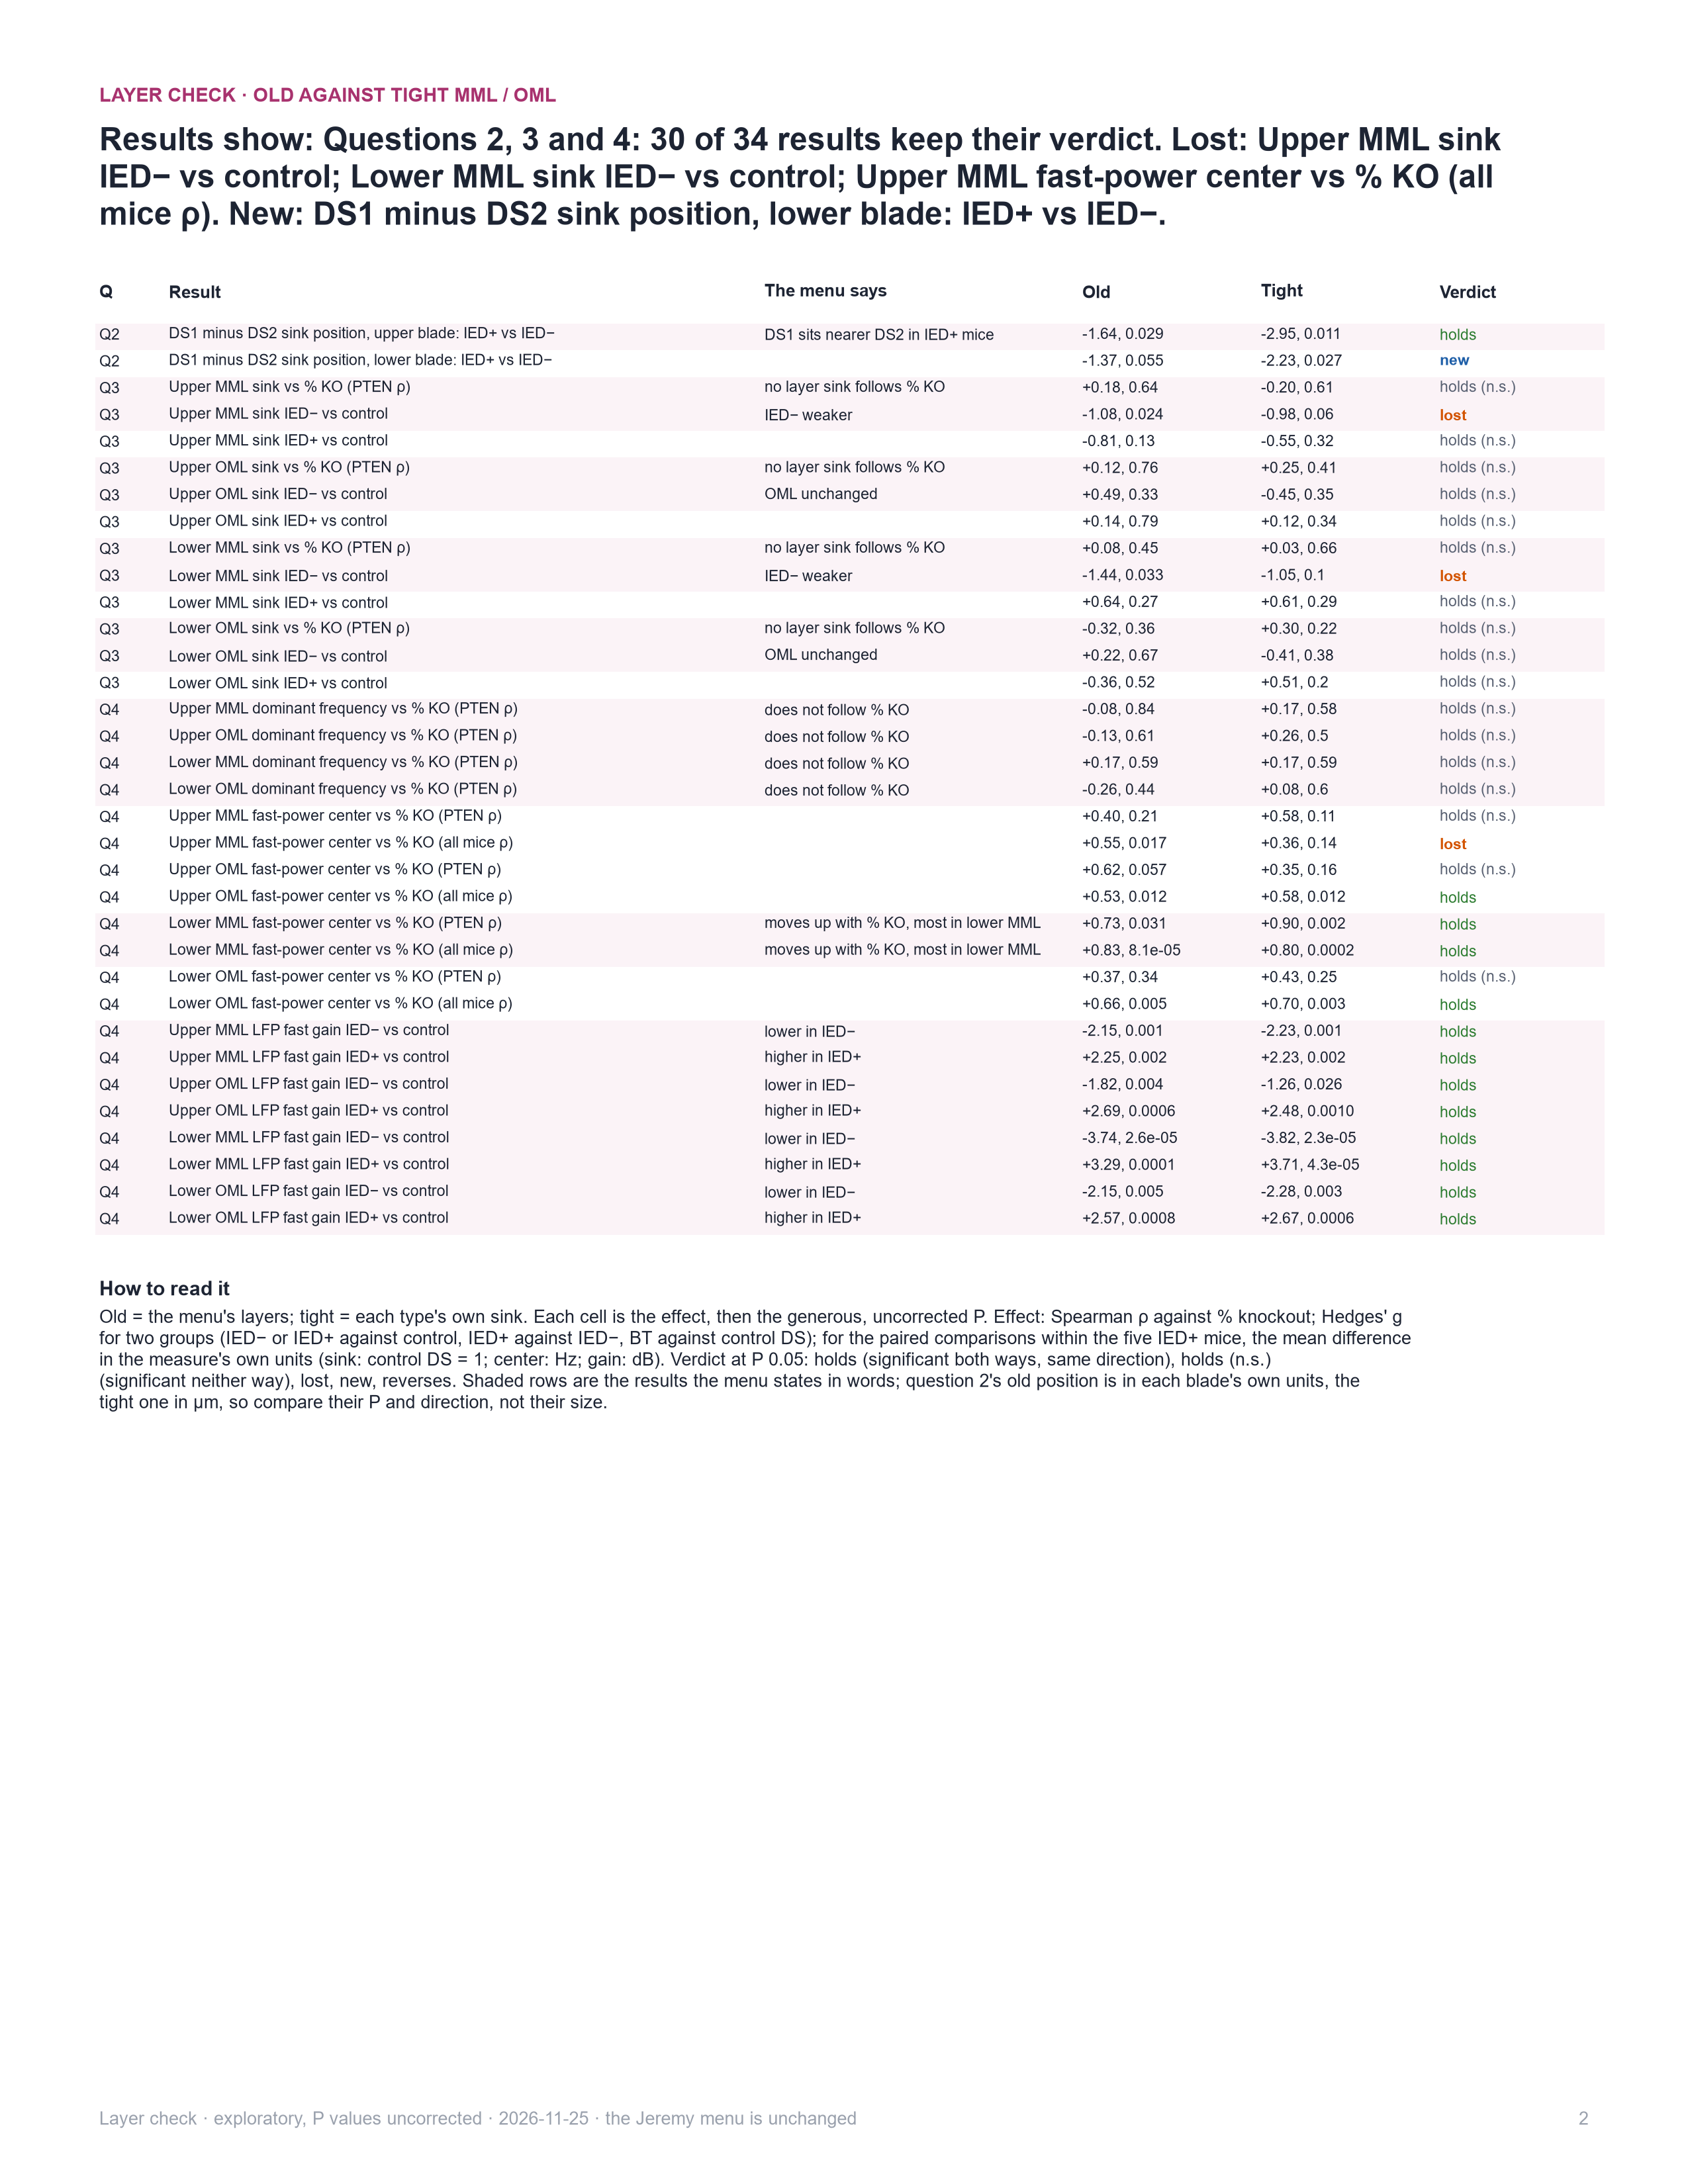 LAYER CHECK · OLD AGAINST TIGHT MML / OML
Results show: Questions 2, 3 and 4: 30 of 34 results keep their verdict. Lost: Upper MML sink
IED− vs control; Lower MML sink IED− vs control; Upper MML fast-power center vs % KO (all
mice ρ). New: DS1 minus DS2 sink position, lower blade: IED+ vs IED−.
Q Result The menu says Old Tight Verdict
Q2 DS1 minus DS2 sink position, upper blade: IED+ vs IED− DS1 sits nearer DS2 in IED+ mice -1.64, 0.029 -2.95, 0.011 holds
Q2 DS1 minus DS2 sink position, lower blade: IED+ vs IED− -1.37, 0.055 -2.23, 0.027 new
Q3 Upper MML sink vs % KO (PTEN ρ) no layer sink follows % KO +0.18, 0.64 -0.20, 0.61 holds (n.s.)
Q3 Upper MML sink IED− vs control IED− weaker -1.08, 0.024 -0.98, 0.06 lost
Q3 Upper MML sink IED+ vs control -0.81, 0.13 -0.55, 0.32 holds (n.s.)
Q3 Upper OML sink vs % KO (PTEN ρ) no layer sink follows % KO +0.12, 0.76 +0.25, 0.41 holds (n.s.)
Q3 Upper OML sink IED− vs control OML unchanged +0.49, 0.33 -0.45, 0.35 holds (n.s.)
Q3 Upper OML sink IED+ vs control +0.14, 0.79 +0.12, 0.34 holds (n.s.)
Q3 Lower MML sink vs % KO (PTEN ρ) no layer sink follows % KO +0.08, 0.45 +0.03, 0.66 holds (n.s.)
Q3 Lower MML sink IED− vs control IED− weaker -1.44, 0.033 -1.05, 0.1 lost
Q3 Lower MML sink IED+ vs control +0.64, 0.27 +0.61, 0.29 holds (n.s.)
Q3 Lower OML sink vs % KO (PTEN ρ) no layer sink follows % KO -0.32, 0.36 +0.30, 0.22 holds (n.s.)
Q3 Lower OML sink IED− vs control OML unchanged +0.22, 0.67 -0.41, 0.38 holds (n.s.)
Q3 Lower OML sink IED+ vs control -0.36, 0.52 +0.51, 0.2 holds (n.s.)
Q4 Upper MML dominant frequency vs % KO (PTEN ρ) does not follow % KO -0.08, 0.84 +0.17, 0.58 holds (n.s.)
Q4 Upper OML dominant frequency vs % KO (PTEN ρ) does not follow % KO -0.13, 0.61 +0.26, 0.5 holds (n.s.)
Q4 Lower MML dominant frequency vs % KO (PTEN ρ) does not follow % KO +0.17, 0.59 +0.17, 0.59 holds (n.s.)
Q4 Lower OML dominant frequency vs % KO (PTEN ρ) does not follow % KO -0.26, 0.44 +0.08, 0.6 holds (n.s.)
Q4 Upper MML fast-power center vs % KO (PTEN ρ) +0.40, 0.21 +0.58, 0.11 holds (n.s.)
Q4 Upper MML fast-power center vs % KO (all mice ρ) +0.55, 0.017 +0.36, 0.14 lost
Q4 Upper OML fast-power center vs % KO (PTEN ρ) +0.62, 0.057 +0.35, 0.16 holds (n.s.)
Q4 Upper OML fast-power center vs % KO (all mice ρ) +0.53, 0.012 +0.58, 0.012 holds
Q4 Lower MML fast-power center vs % KO (PTEN ρ) moves up with % KO, most in lower MML +0.73, 0.031 +0.90, 0.002 holds
Q4 Lower MML fast-power center vs % KO (all mice ρ) moves up with % KO, most in lower MML +0.83, 8.1e-05 +0.80, 0.0002 holds
Q4 Lower OML fast-power center vs % KO (PTEN ρ) +0.37, 0.34 +0.43, 0.25 holds (n.s.)
Q4 Lower OML fast-power center vs % KO (all mice ρ) +0.66, 0.005 +0.70, 0.003 holds
Q4 Upper MML LFP fast gain IED− vs control lower in IED− -2.15, 0.001 -2.23, 0.001 holds
Q4 Upper MML LFP fast gain IED+ vs control higher in IED+ +2.25, 0.002 +2.23, 0.002 holds
Q4 Upper OML LFP fast gain IED− vs control lower in IED− -1.82, 0.004 -1.26, 0.026 holds
Q4 Upper OML LFP fast gain IED+ vs control higher in IED+ +2.69, 0.0006 +2.48, 0.0010 holds
Q4 Lower MML LFP fast gain IED− vs control lower in IED− -3.74, 2.6e-05 -3.82, 2.3e-05 holds
Q4 Lower MML LFP fast gain IED+ vs control higher in IED+ +3.29, 0.0001 +3.71, 4.3e-05 holds
Q4 Lower OML LFP fast gain IED− vs control lower in IED− -2.15, 0.005 -2.28, 0.003 holds
Q4 Lower OML LFP fast gain IED+ vs control higher in IED+ +2.57, 0.0008 +2.67, 0.0006 holds
How to read it
Old = the menu's layers; tight = each type's own sink. Each cell is the effect, then the generous, uncorrected P. Effect: Spearman ρ against % knockout; Hedges' g
for two groups (IED− or IED+ against control, IED+ against IED−, BT against control DS); for the paired comparisons within the five IED+ mice, the mean difference
in the measure's own units (sink: control DS = 1; center: Hz; gain: dB). Verdict at P 0.05: holds (significant both ways, same direction), holds (n.s.)
(significant neither way), lost, new, reverses. Shaded rows are the results the menu states in words; question 2's old position is in each blade's own units, the
tight one in µm, so compare their P and direction, not their size.
Layer check · exploratory, P values uncorrected · 2026-11-25 · the Jeremy menu is unchanged 2